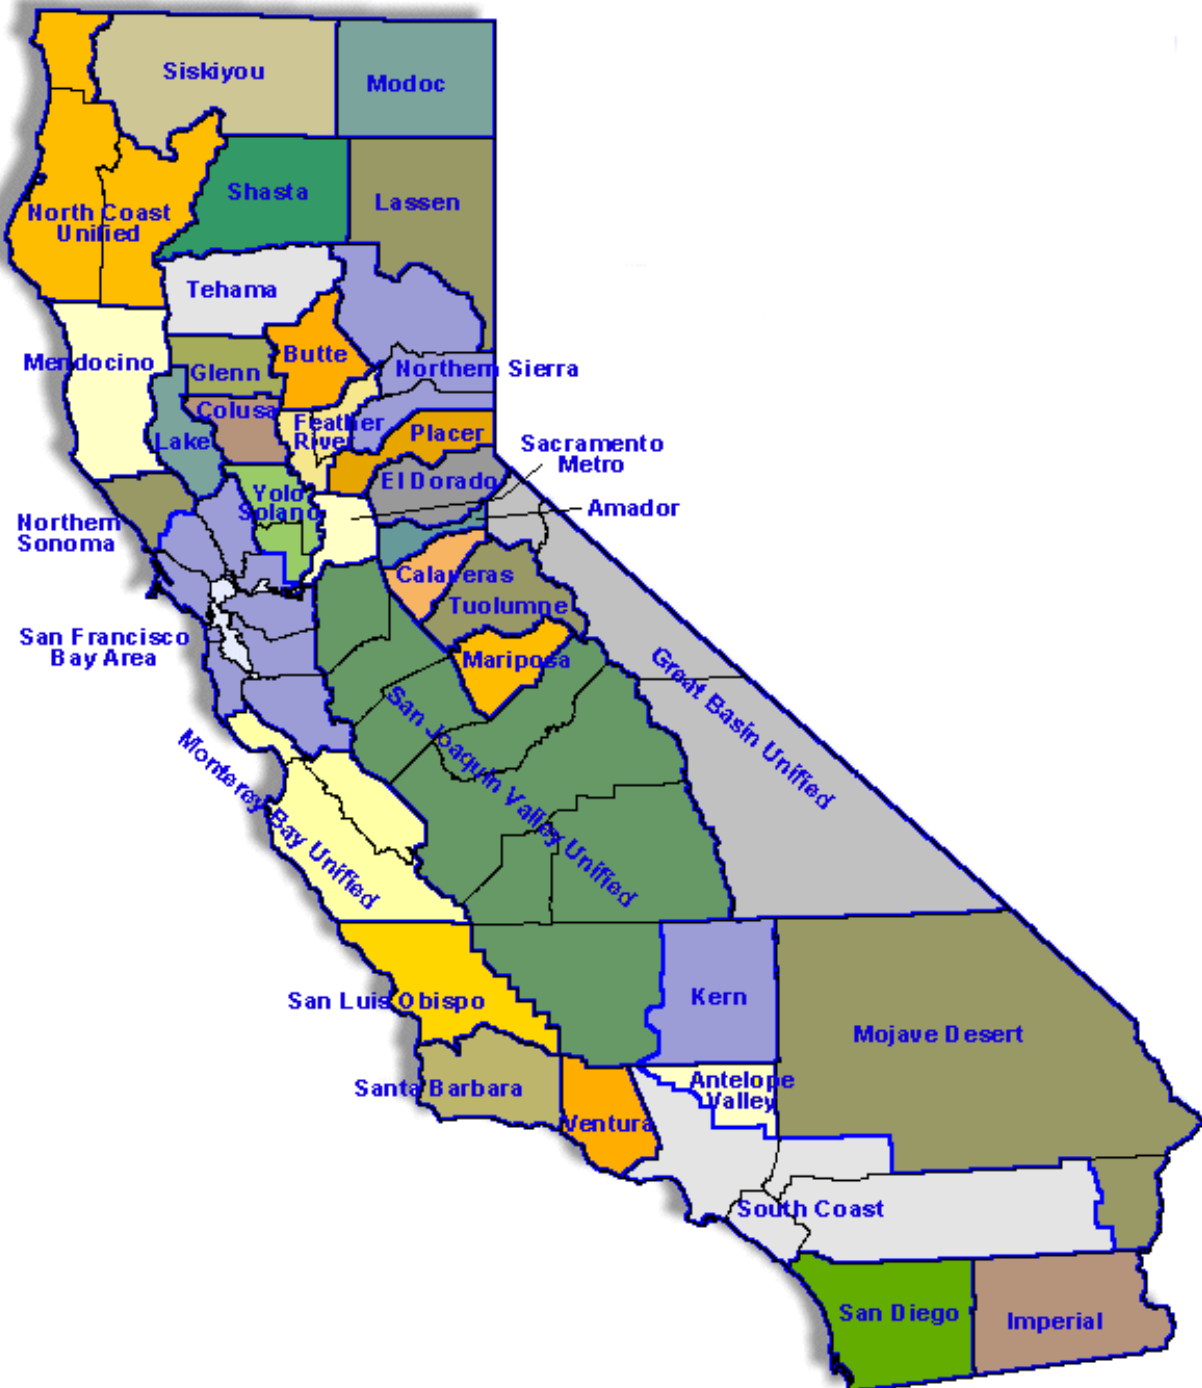 Siskiyou
Modoc
Shasta
Lassen
North Coast
Unified
Tehama
Mendocino
Glenn
Butte
Northern Sierra
Colusa
Lake
Feather
River
Placer
Sacramento
Metro
El Dorado
Yolo
Solano
Amador
Northern
Sonoma
Calaveras
Tuolumne
San Francisco
Bay Area
Mariposa
Great Basin Unified
San Joaquin Valley Unified
Monterey Bay Unified
San Luis Obispo
Kern
Mojave Desert
Santa Barbara
Antelope
Valley
Ventura
South Coast
San Diego
Imperial